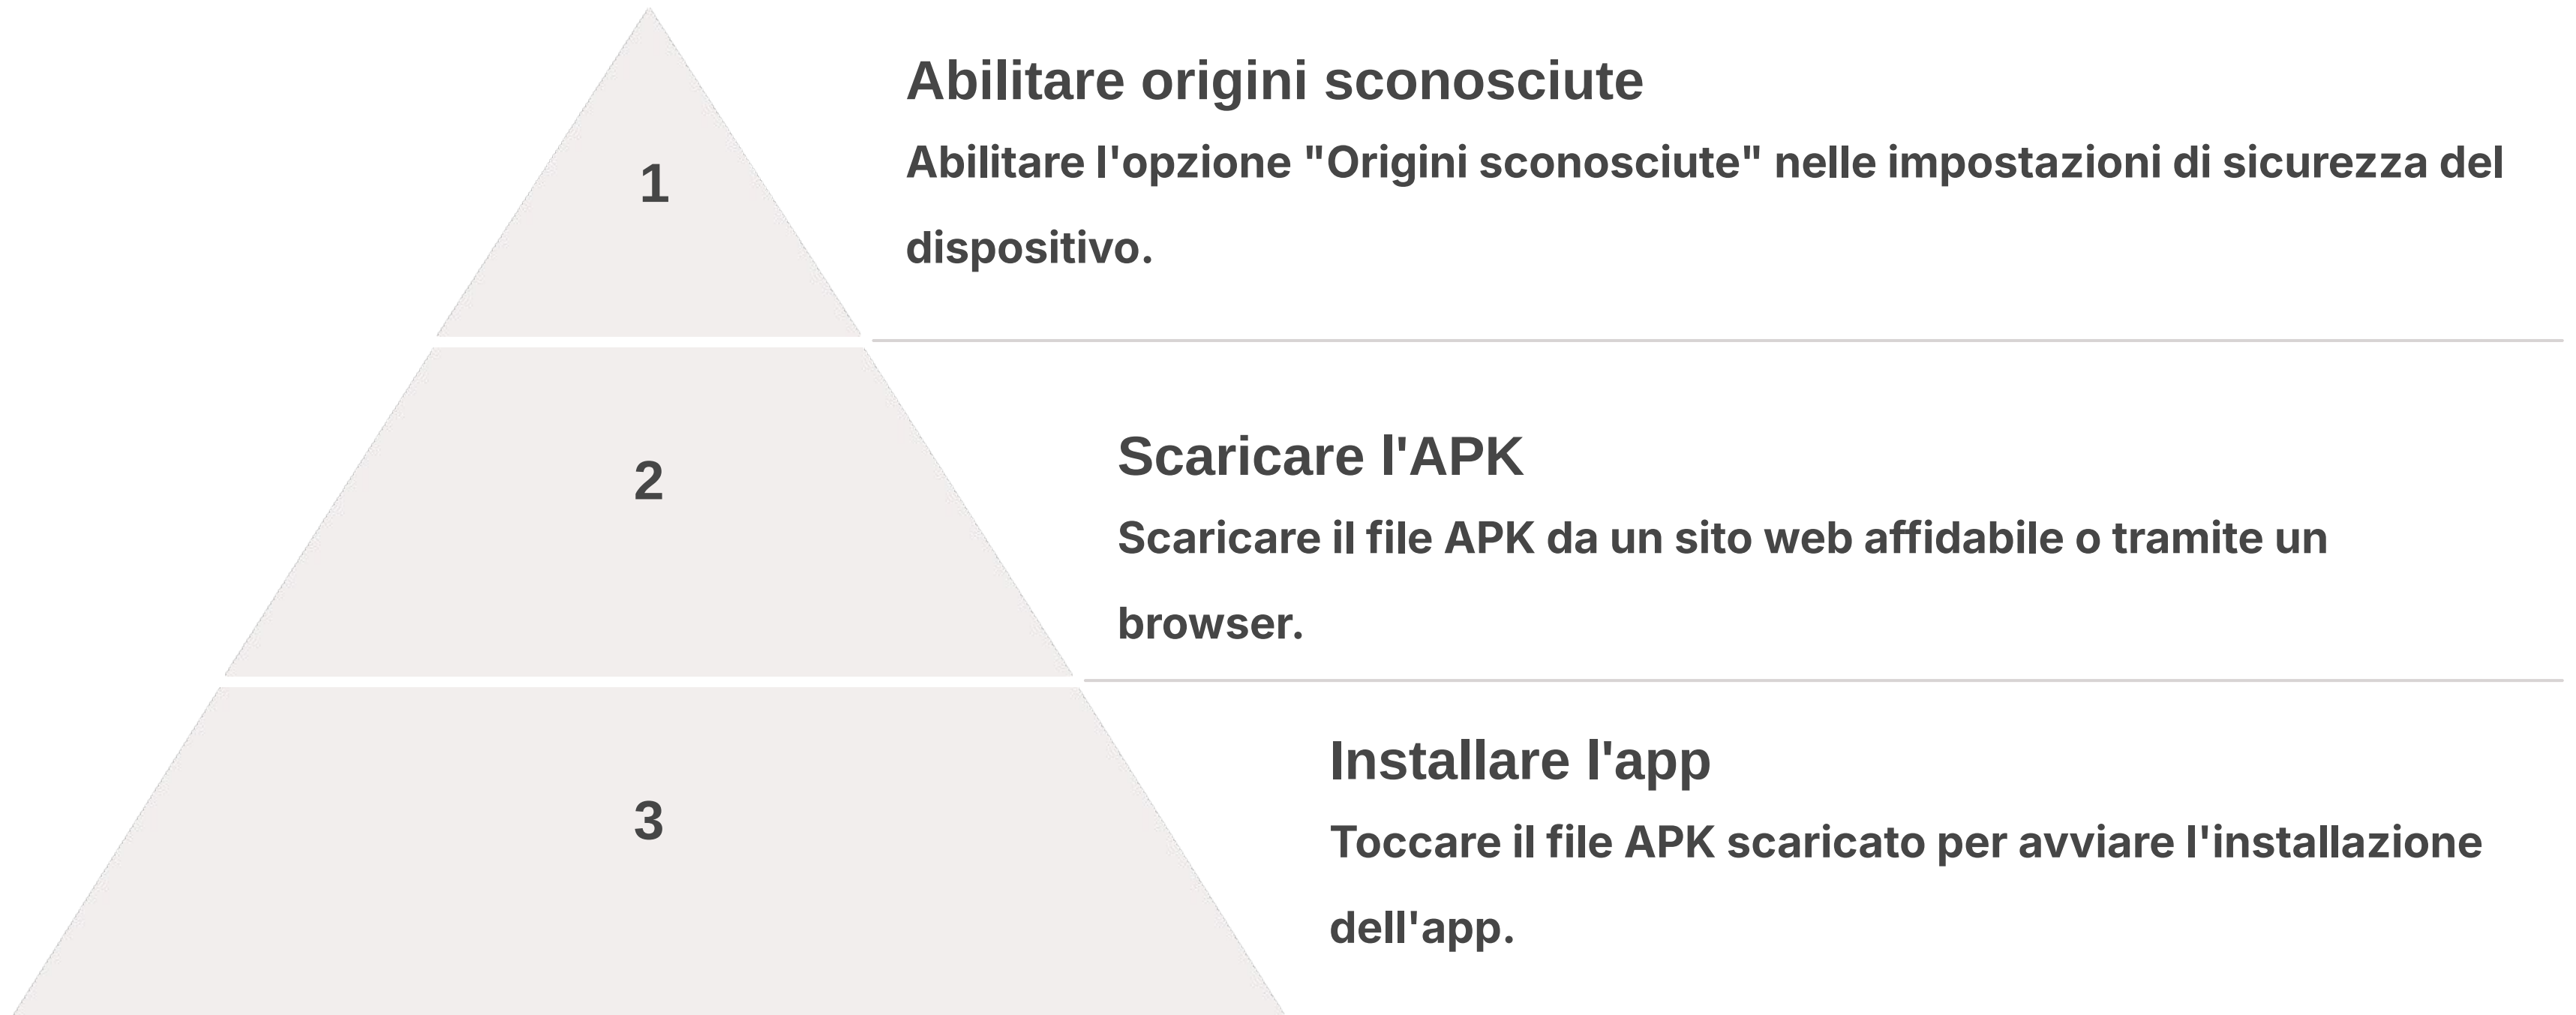 1
Abilitare origini sconosciute
Abilitare l'opzione "Origini sconosciute" nelle impostazioni di sicurezza del
dispositivo.
2
Scaricare l'APK
Scaricare il file APK da un sito web affidabile o tramite un
browser.
3
Installare l'app
Toccare il file APK scaricato per avviare l'installazione
dell'app.